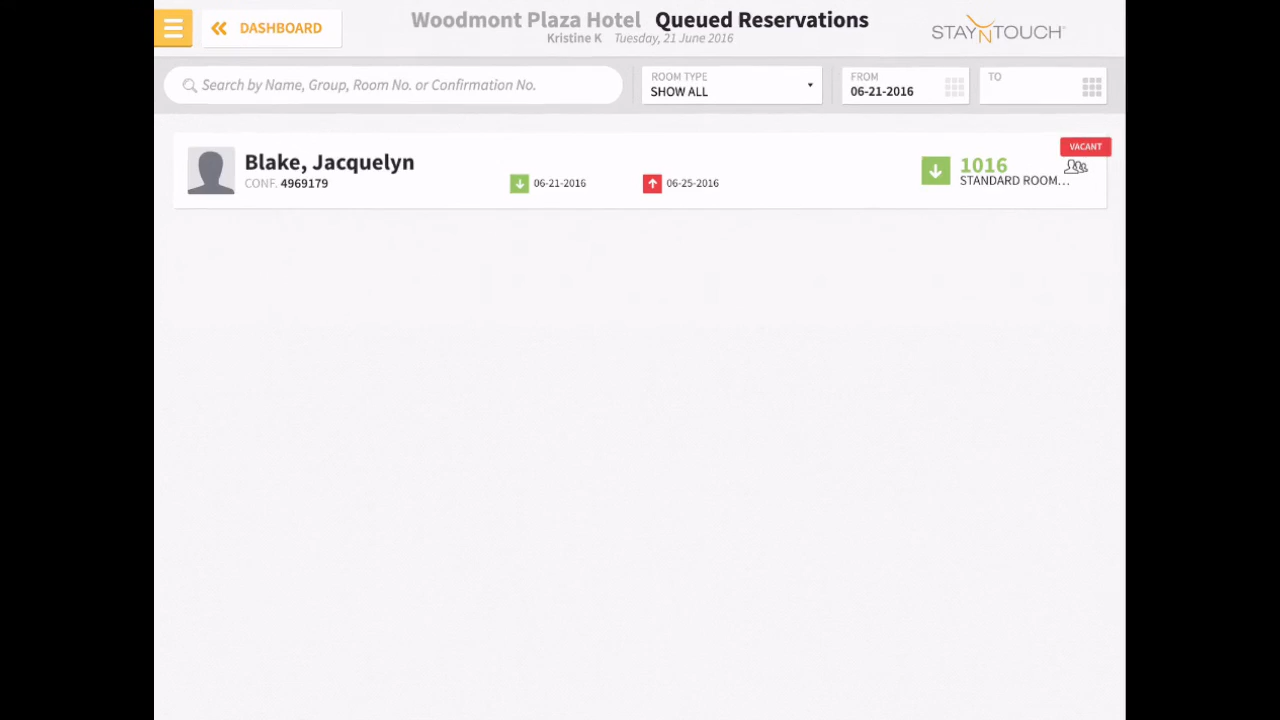 DASHBOARD
Woodmont Plaza Hotel Queued Reservations
Kristine K Tuesday, 21 June 2016
STAYNTOUCH
Search by Name, Group, Room No. or Confirmation No.
ROOM TYPE
SHOW ALL
FROM
06-21-2016
TO
Blake, Jacquelyn
CONF. 4969179
06-21-2016
06-25-2016
1016
STANDARD ROOM...
VACANT